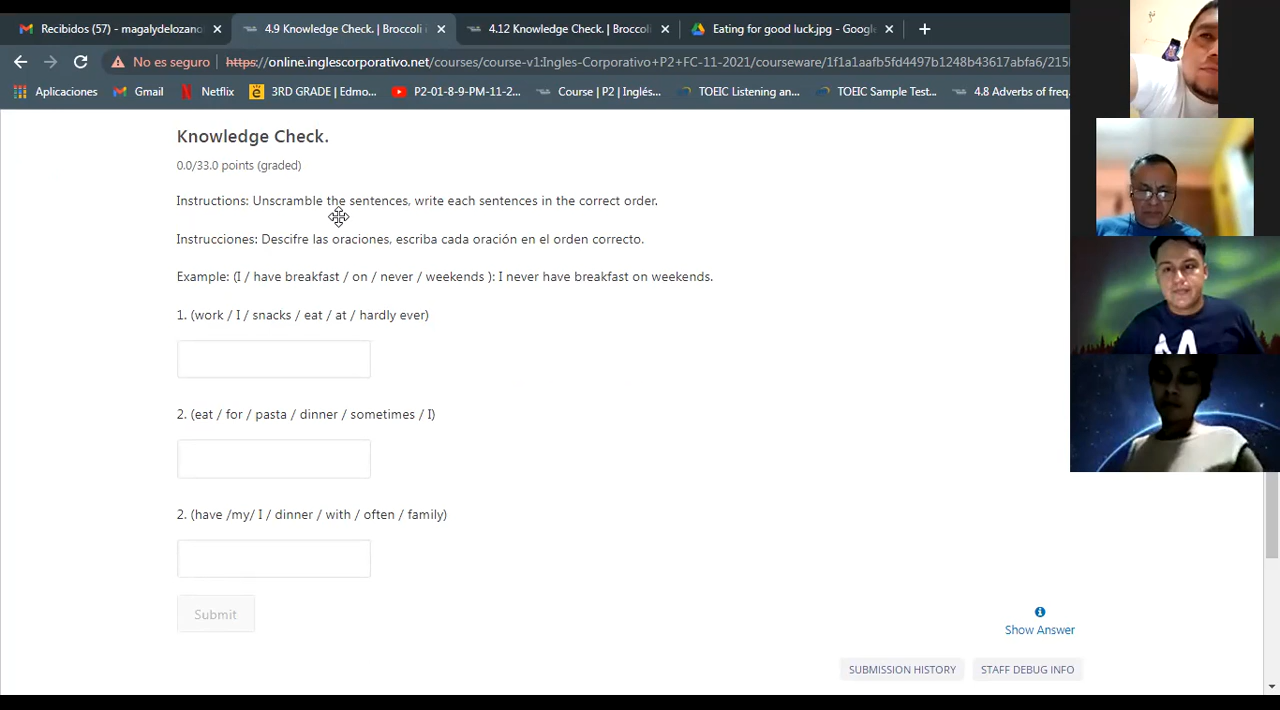 Recibidos (57) - magalydelozano
4.9 Knowledge Check. | Broccoli i
4.12 Knowledge Check. | Broccoli
Eating for good luck.jpg - Google
No es seguro
https://online.inglescorporativo.net/courses/course-v1:Ingles-Corporativo+P2+FC-11-2021/courseware/1f1a1aafb5fd4497b1248b43617abfa6/215
Aplicaciones
Gmail
Netflix
3RD GRADE | Edmo...
P2-01-8-9-PM-11-2...
Course | P2 | Inglés...
TOEIC Listening an...
TOEIC Sample Test...
4.8 Adverbs of freq
Knowledge Check.
0.0/33.0 points (graded)
Instructions: Unscramble the sentences, write each sentences in the correct order.
Instrucciones: Descifre las oraciones, escriba cada oración en el orden correcto.
Example: (I / have breakfast / on / never / weekends ): I never have breakfast on weekends.
1. (work / I / snacks / eat / at / hardly ever)
2. (eat / for / pasta / dinner / sometimes / I)
2. (have /my/ I / dinner / with / often / family)
Submit
Show Answer
SUBMISSION HISTORY
STAFF DEBUG INFO